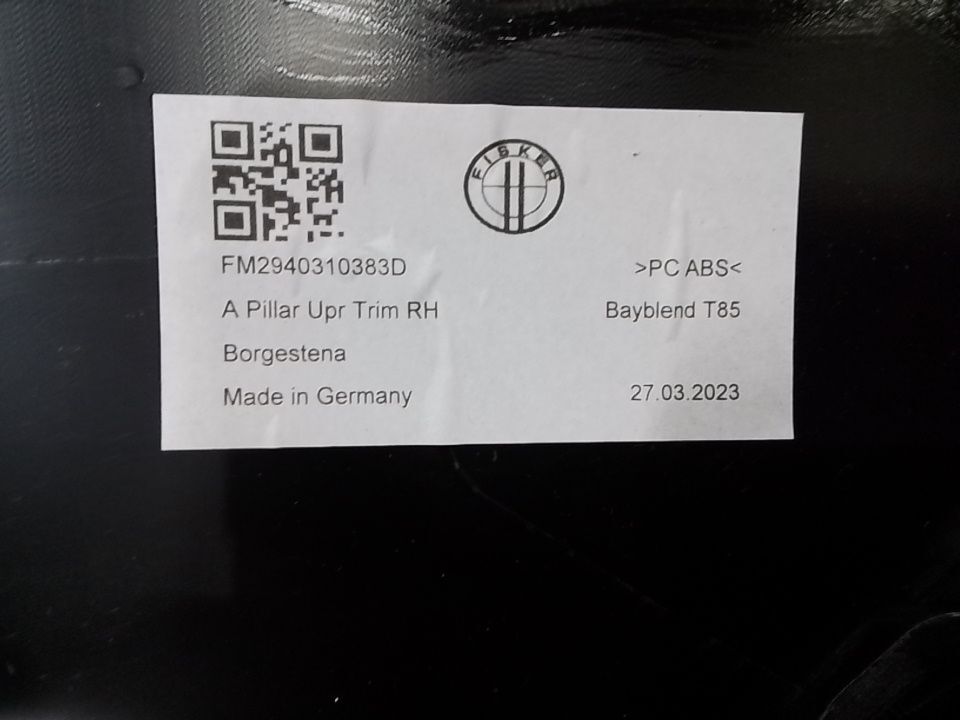 FISKER
FM2940310383D
>PC ABS<
A Pillar Upr Trim RH
Bayblend T85
Borgestena
Made in Germany
27.03.2023